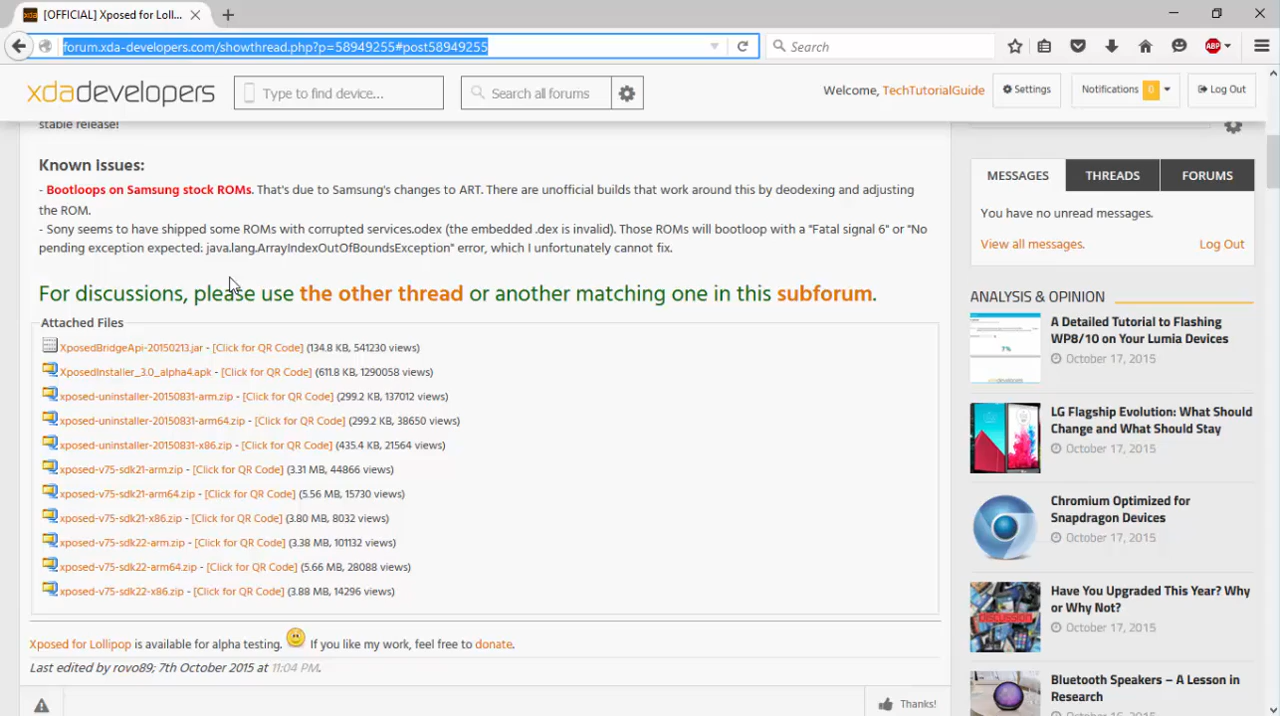 [OFFICIAL] Xposed for Loll...
forum.xda-developers.com/showthread.php?p=58949255#post58949255
Search
ABP
xdadevelopers
Type to find device...
Search all forums
Welcome, TechTutorialGuide
Settings
Notifications 0
Log Out
stable release!
Known issues:
- Bootloops on Samsung stock ROMs. That's due to Samsung's changes to ART. There are unofficial builds that work around this by deodexing and adjusting
the ROM.
- Sony seems to have shipped some ROMs with corrupted services.odex (the embedded .dex is invalid). Those ROMs will bootloop with a "Fatal signal 6" or "No
pending exception expected: java.lang.ArrayIndexOutOfBoundsException" error, which I unfortunately cannot fix.
For discussions, please use the other thread or another matching one in this subforum.
Attached Files
XposedBridgeApi-20150213.jar - [Click for QR Code] (134.8 KB, 541230 views)
XposedInstaller_3.0_alpha4.apk - [Click for QR Code] (611.8 KB, 1290058 views)
xposed-uninstaller-20150831-arm.zip - [Click for QR Code] (299.2 KB, 137012 views)
xposed-uninstaller-20150831-arm64.zip - [Click for QR Code] (299.2 KB, 38650 views)
xposed-uninstaller-20150831-x86.zip - [Click for QR Code] (435.4 KB, 21564 views)
xposed-v75-sdk21-arm.zip - [Click for QR Code] (3.31 MB, 44866 views)
xposed-v75-sdk21-arm64.zip - [Click for QR Code] (5.56 MB, 15730 views)
xposed-v75-sdk21-x86.zip - [Click for QR Code] (3.80 MB, 8032 views)
xposed-v75-sdk22-arm.zip - [Click for QR Code] (3.38 MB, 101132 views)
xposed-v75-sdk22-arm64.zip - [Click for QR Code] (5.66 MB, 28088 views)
xposed-v75-sdk22-x86.zip - [Click for QR Code] (3.88 MB, 14296 views)
Xposed for Lollipop is available for alpha testing. If you like my work, feel free to donate.
Last edited by rovo89; 7th October 2015 at 11:04 PM.
Thanks!
MESSAGES THREADS FORUMS
You have no unread messages.
View all messages. Log Out
ANALYSIS & OPINION
A Detailed Tutorial to Flashing
WP8/10 on Your Lumia Devices
October 17, 2015
LG Flagship Evolution: What Should
Change and What Should Stay
October 17, 2015
Chromium Optimized for
Snapdragon Devices
October 17, 2015
Have You Upgraded This Year? Why
or Why Not?
October 17, 2015
DISCUSSION
Bluetooth Speakers – A Lesson in
Research